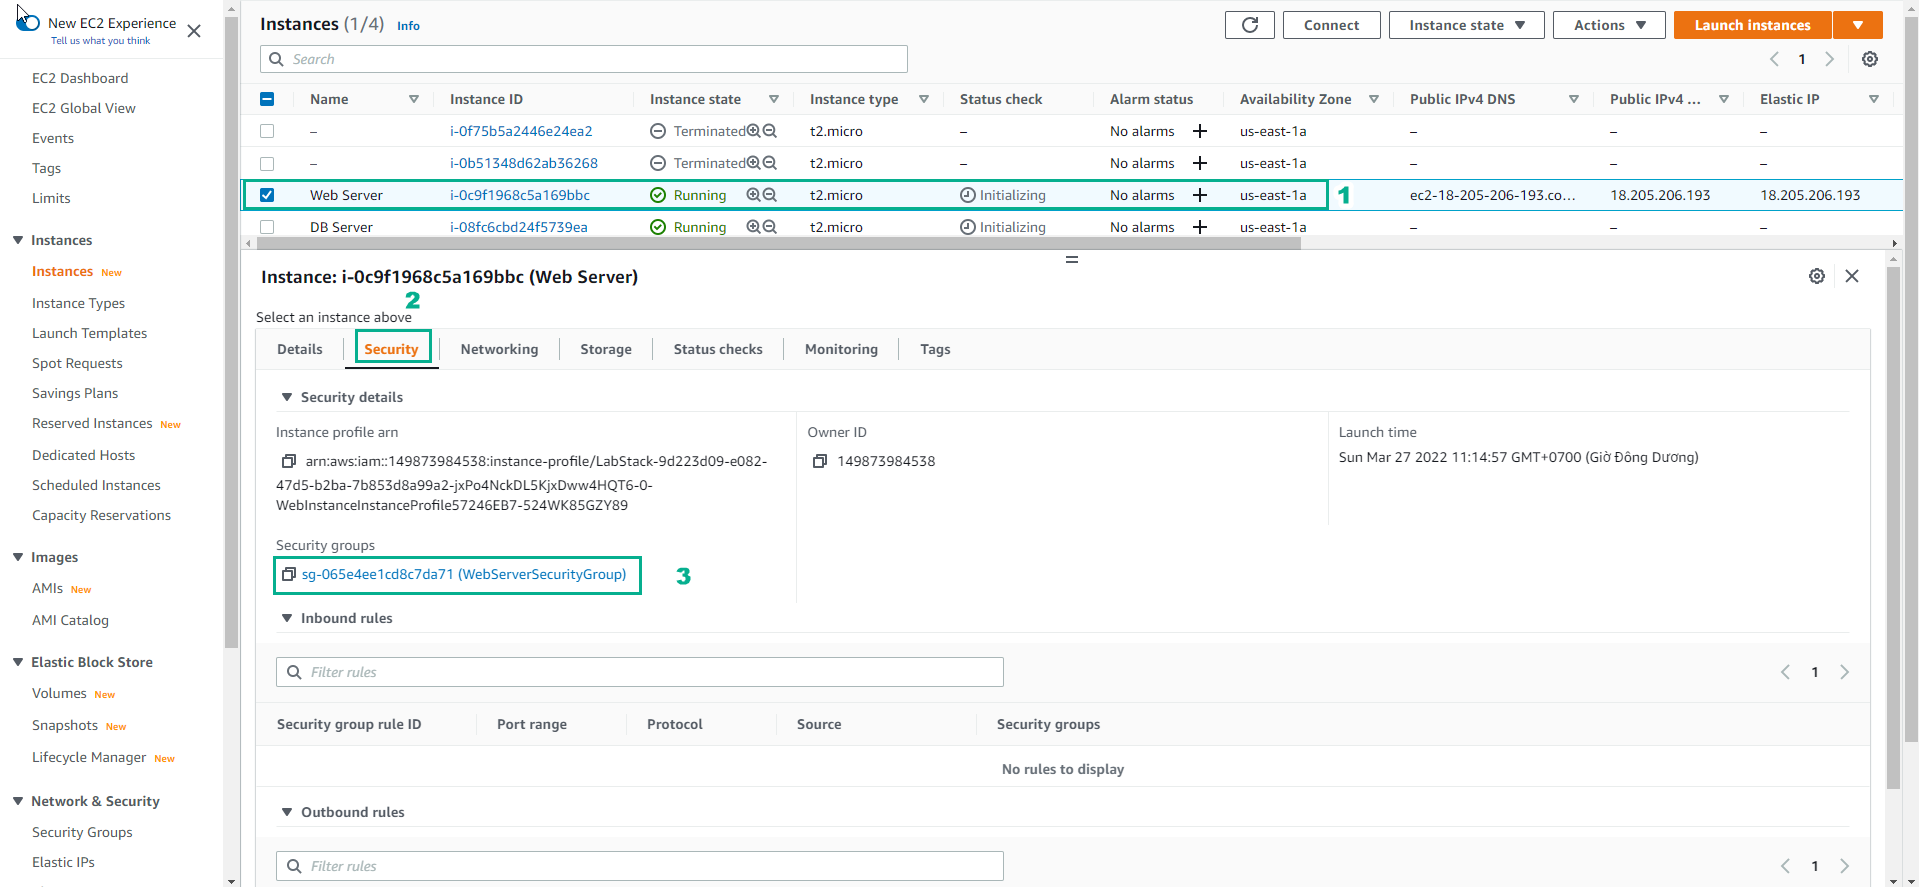 New EC2 Experience
Tell us what you think
EC2 Dashboard
EC2 Global View
Events
Tags
Limits
Instances
Instances New
Instance Types
Launch Templates
Spot Requests
Savings Plans
Reserved Instances New
Dedicated Hosts
Scheduled Instances
Capacity Reservations
Images
AMIs New
AMI Catalog
Elastic Block Store
Volumes New
Snapshots New
Lifecycle Manager New
Network & Security
Security Groups
Elastic IPs
Instances (1/4) Info
Connect Instance state Actions Launch instances
Search
1
Name Instance ID Instance state Instance type Status check Alarm status Availability Zone Public IPv4 DNS Public IPv4 ... Elastic IP
– i-0f75b5a2446e24ea2 Terminated t2.micro – No alarms + us-east-1a – – –
– i-0b51348d62ab36268 Terminated t2.micro – No alarms + us-east-1a – – –
Web Server i-0c9f1968c5a169bbc Running t2.micro Initializing No alarms + us-east-1a 1 ec2-18-205-206-193.co... 18.205.206.193 18.205.206.193
DB Server i-08fc6cbd24f5739ea Running t2.micro Initializing No alarms + us-east-1a – – –
Instance: i-0c9f1968c5a169bbc (Web Server)
2
Select an instance above
Details Security Networking Storage Status checks Monitoring Tags
Security details
Instance profile arn
arn:aws:iam::149873984538:instance-profile/LabStack-9d223d09-e082-
47d5-b2ba-7b853d8a99a2-jxPo4NckDL5KjxDww4HQT6-0-
WebInstanceInstanceProfile57246EB7-524WK85GZY89
Owner ID
149873984538
Launch time
Sun Mar 27 2022 11:14:57 GMT+0700 (Giờ Đông Dương)
Security groups
sg-065e4ee1cd8c7da71 (WebServerSecurityGroup) 3
Inbound rules
Filter rules
1
Security group rule ID Port range Protocol Source Security groups
No rules to display
Outbound rules
Filter rules
1